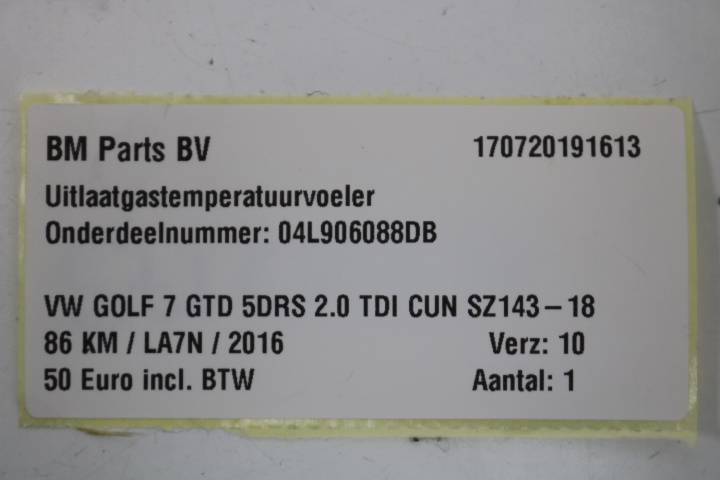 BM Parts BV 170720191613
Uitlaatgastemperatuurvoeler
Onderdeelnummer: 04L906088DB
VW GOLF 7 GTD 5DRS 2.0 TDI CUN SZ143-18
86 KM / LA7N / 2016 Verz: 10
50 Euro incl. BTW Aantal: 1